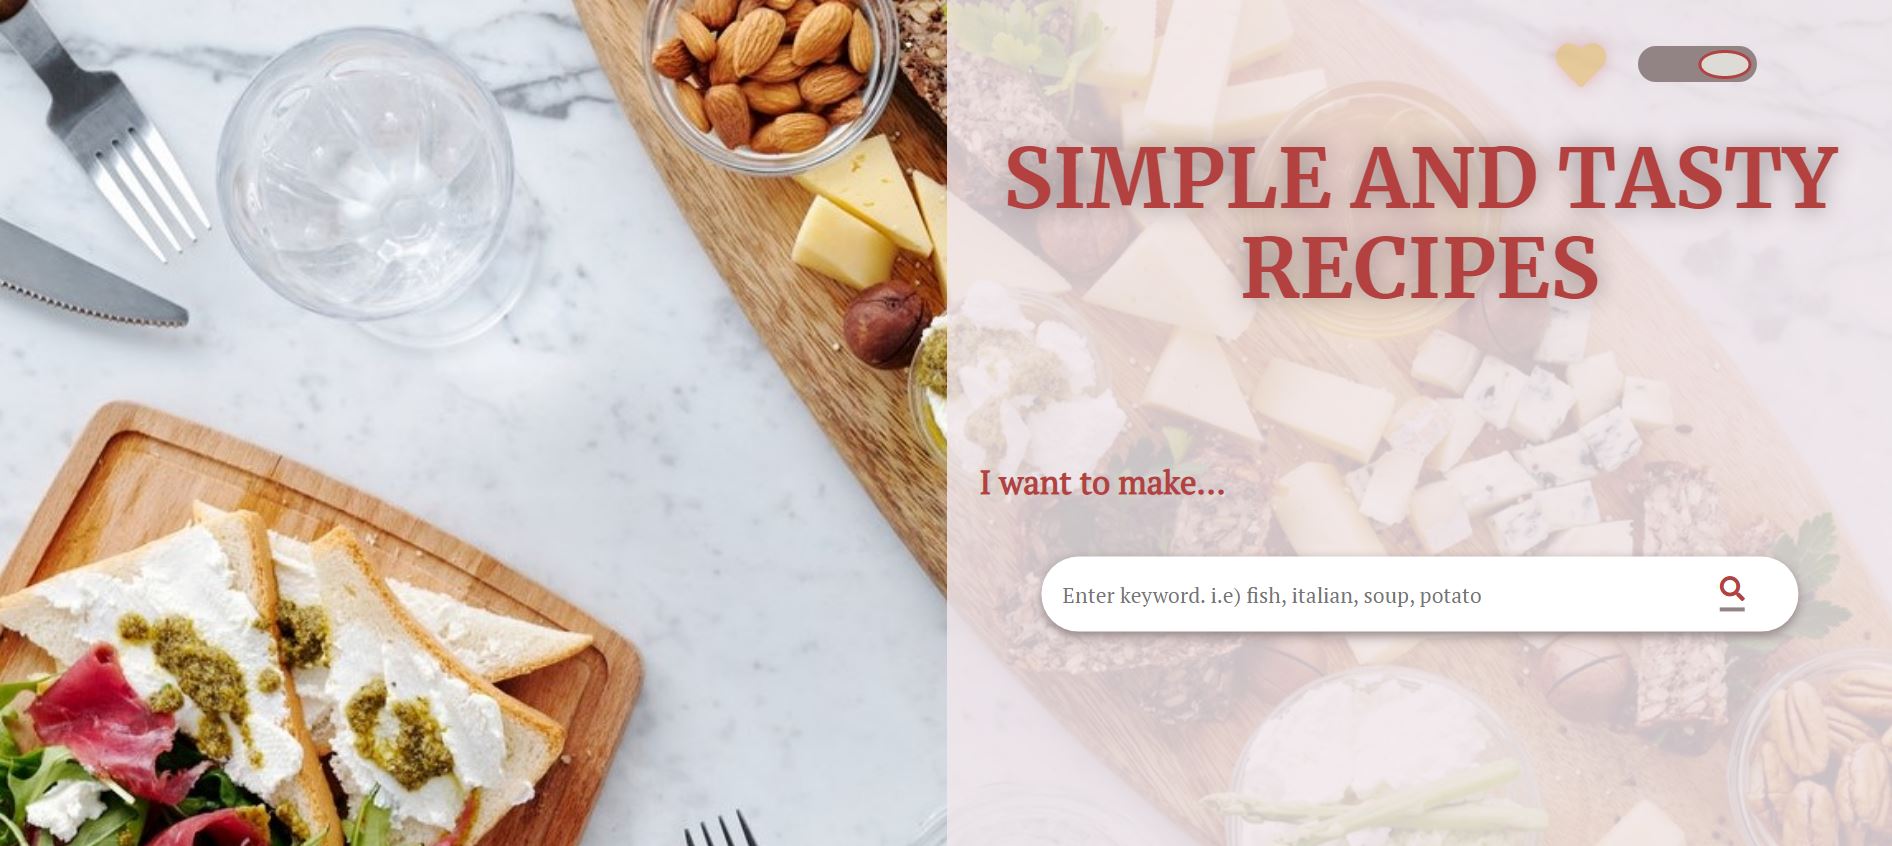 SIMPLE AND TASTY
RECIPES
I want to make...
Enter keyword. i.e) fish, italian, soup, potato